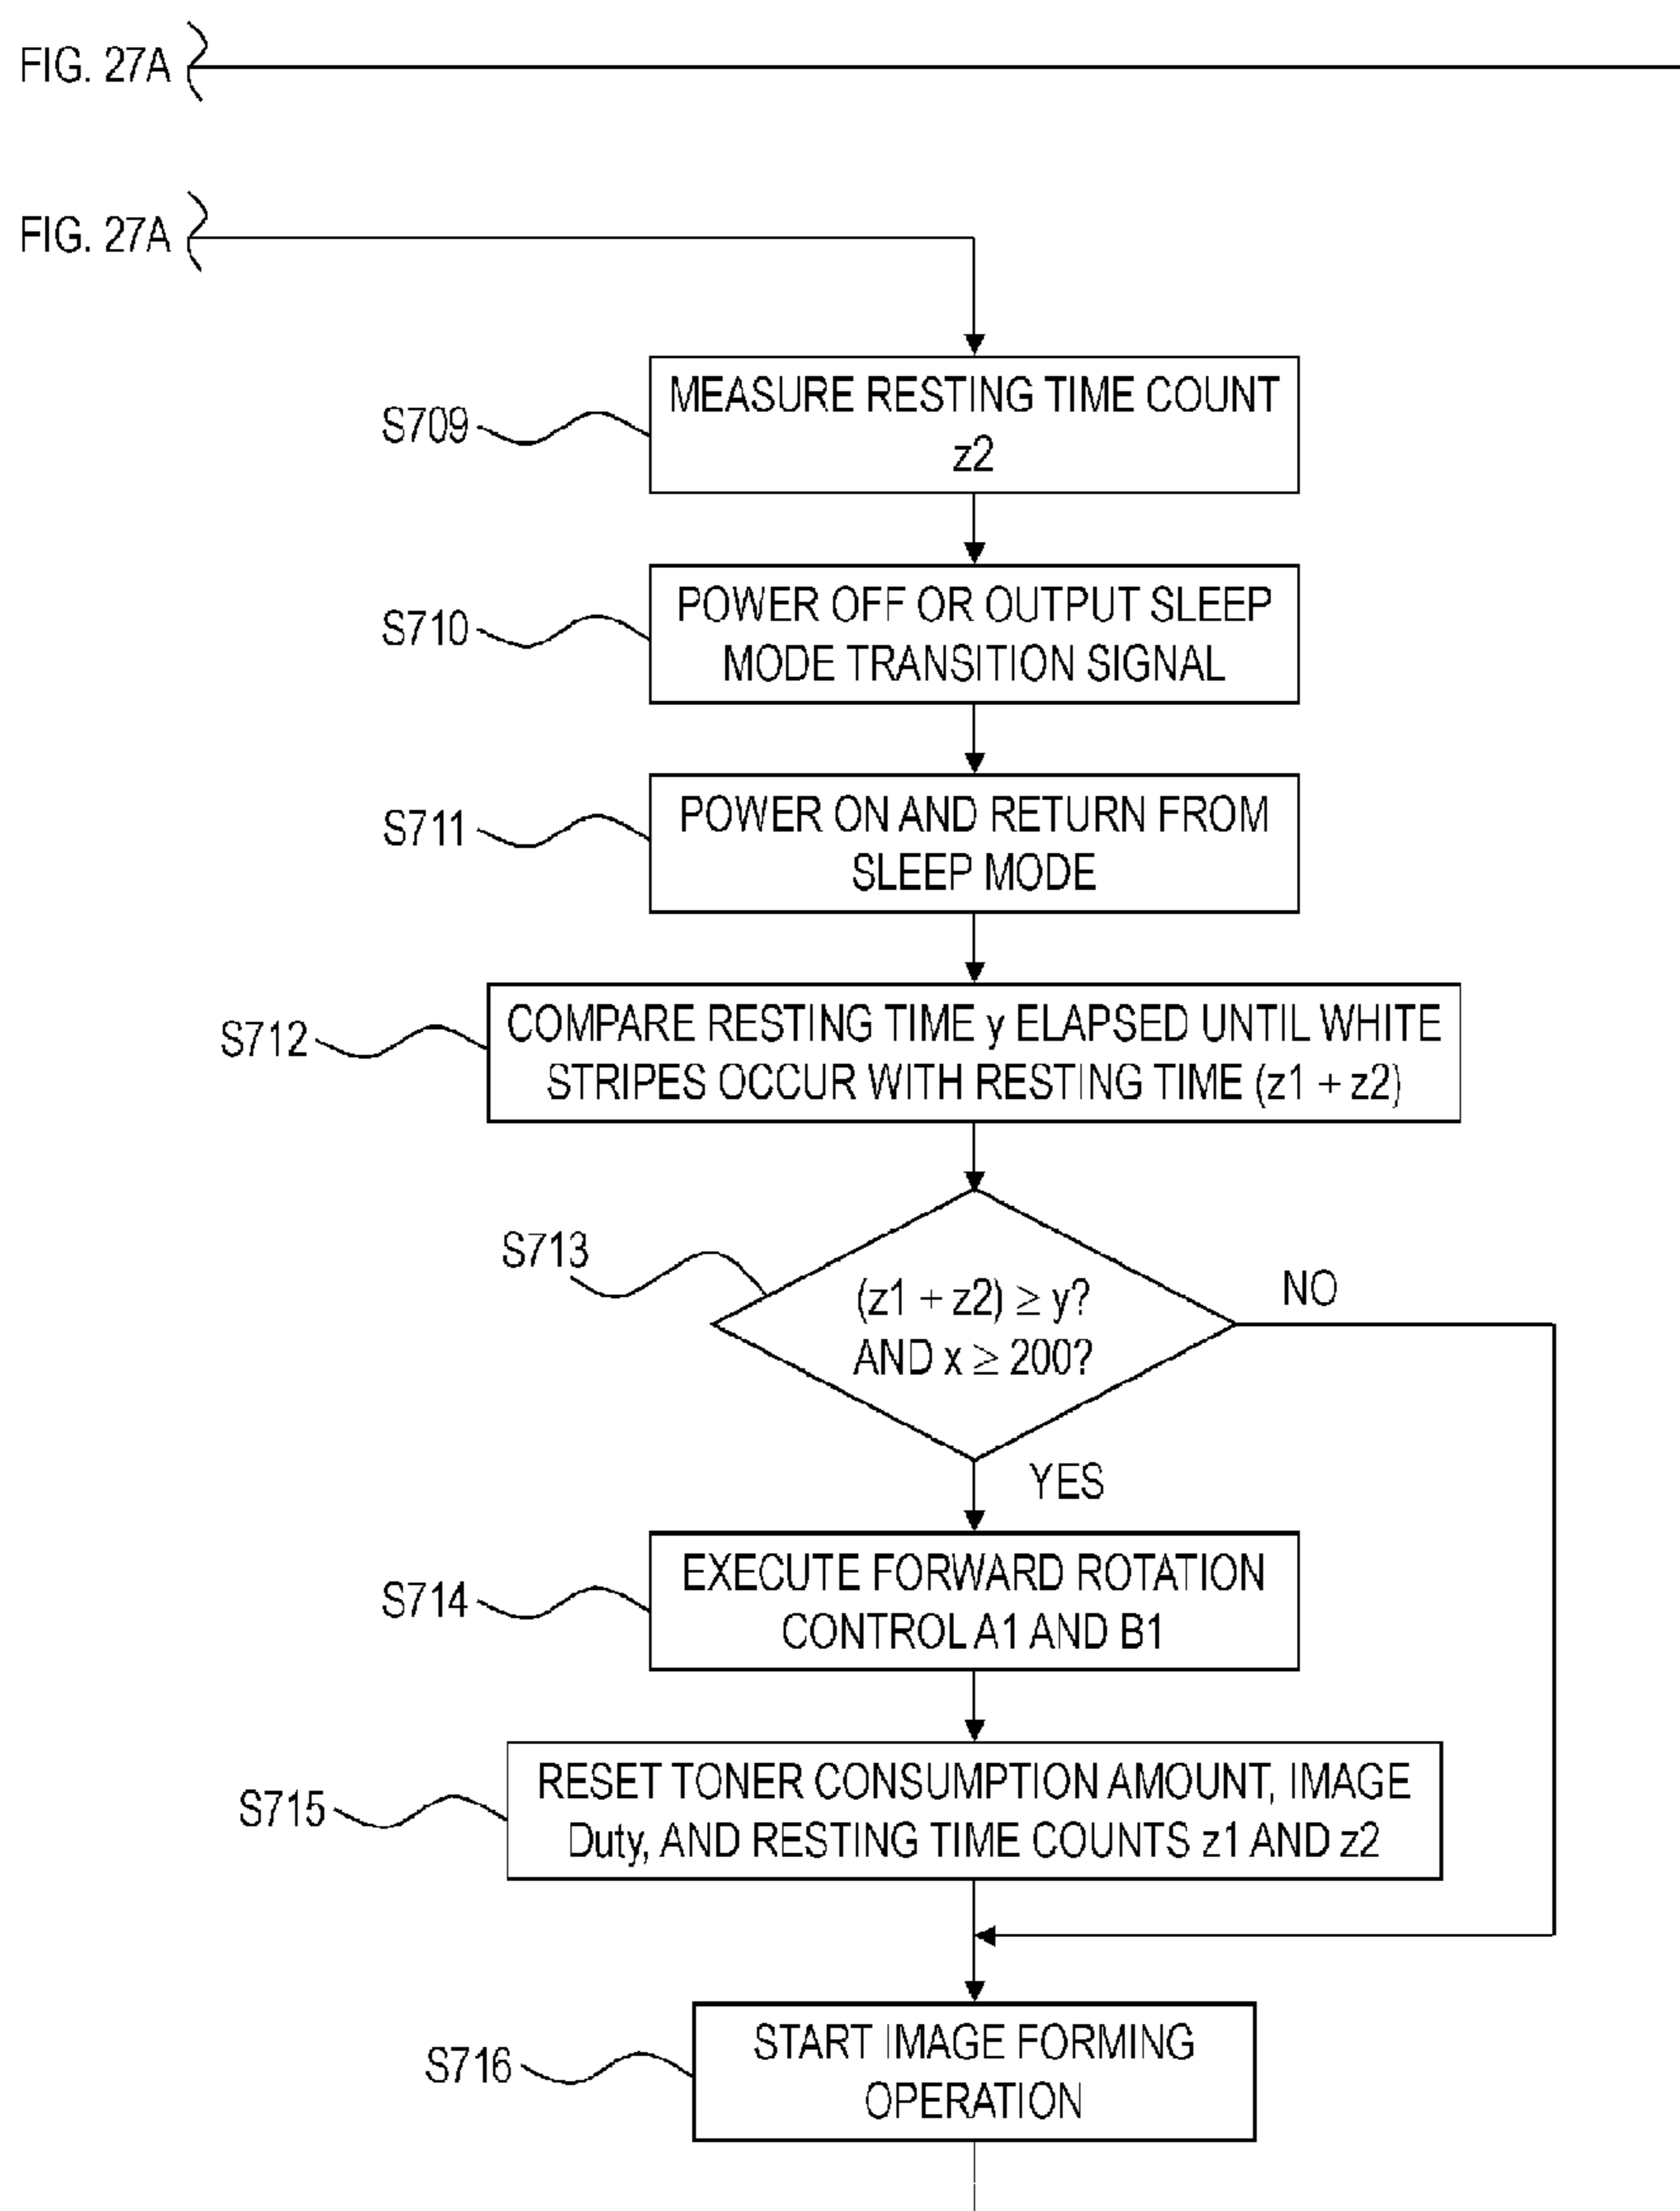 FIG. 27A
FIG. 27A
S709
MEASURE RESTING TIME COUNT
z2
S710
POWER OFF OR OUTPUT SLEEP
MODE TRANSITION SIGNAL
S711
POWER ON AND RETURN FROM
SLEEP MODE
S712
COMPARE RESTING TIME y ELAPSED UNTIL WHITE
STRIPES OCCUR WITH RESTING TIME (z1 + z2)
S713
(z1 + z2) ≥ y?
AND x ≥ 200?
NO
YES
S714
EXECUTE FORWARD ROTATION
CONTROL A1 AND B1
S715
RESET TONER CONSUMPTION AMOUNT, IMAGE
Duty, AND RESTING TIME COUNTS z1 AND z2
S716
START IMAGE FORMING
OPERATION